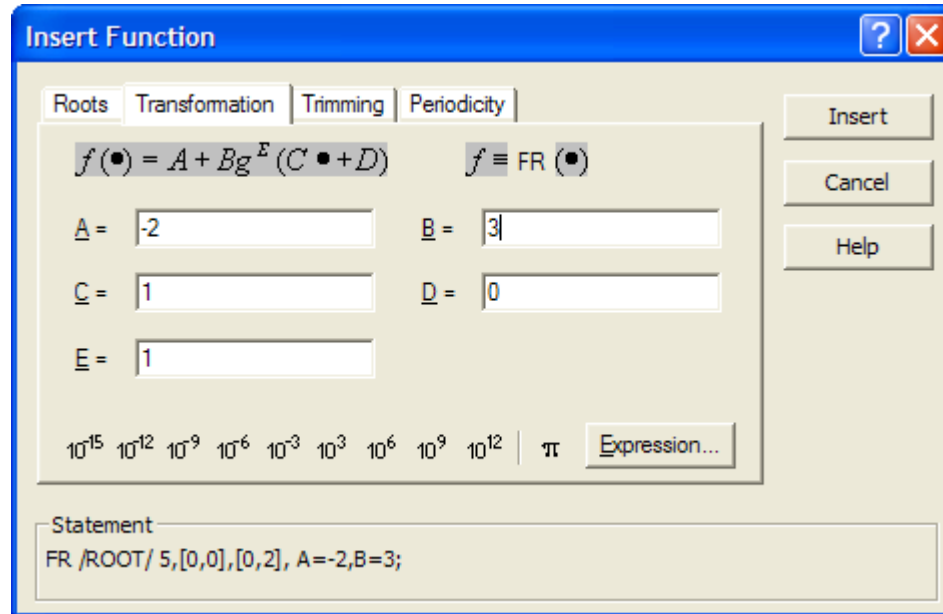 Insert Function
Roots Transformation Trimming Periodicity
Insert
f(●) = A + Bg^E (C ● + D) f ≡ FR (●)
Cancel
A = -2 B = 3
Help
C = 1 D = 0
E = 1
10^-15 10^-12 10^-9 10^-6 10^-3 10^3 10^6 10^9 10^12 π Expression...
Statement
FR /ROOT/ 5,[0,0],[0,2], A=-2,B=3;